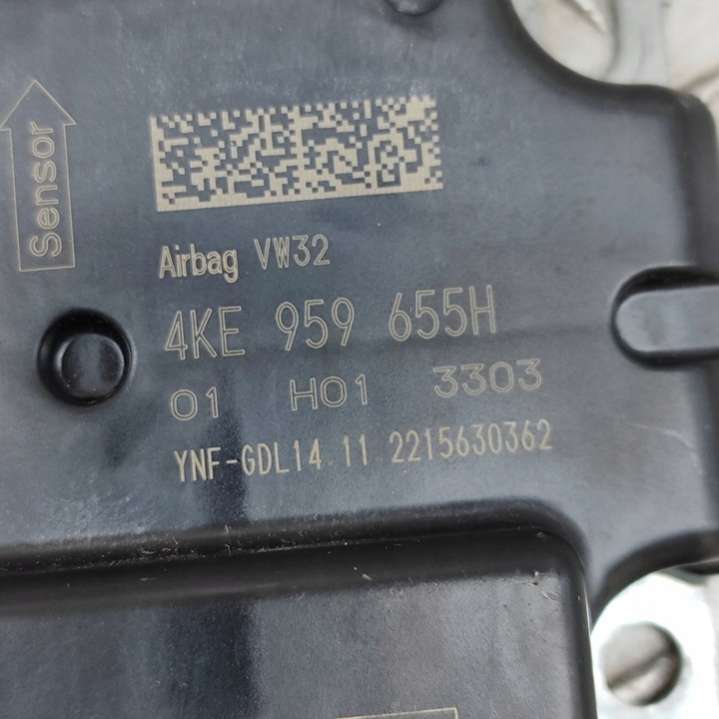 Sensor
Airbag VW32
4KE 959 655H
01 H01 3303
YNF-GDL14.11.2215630362